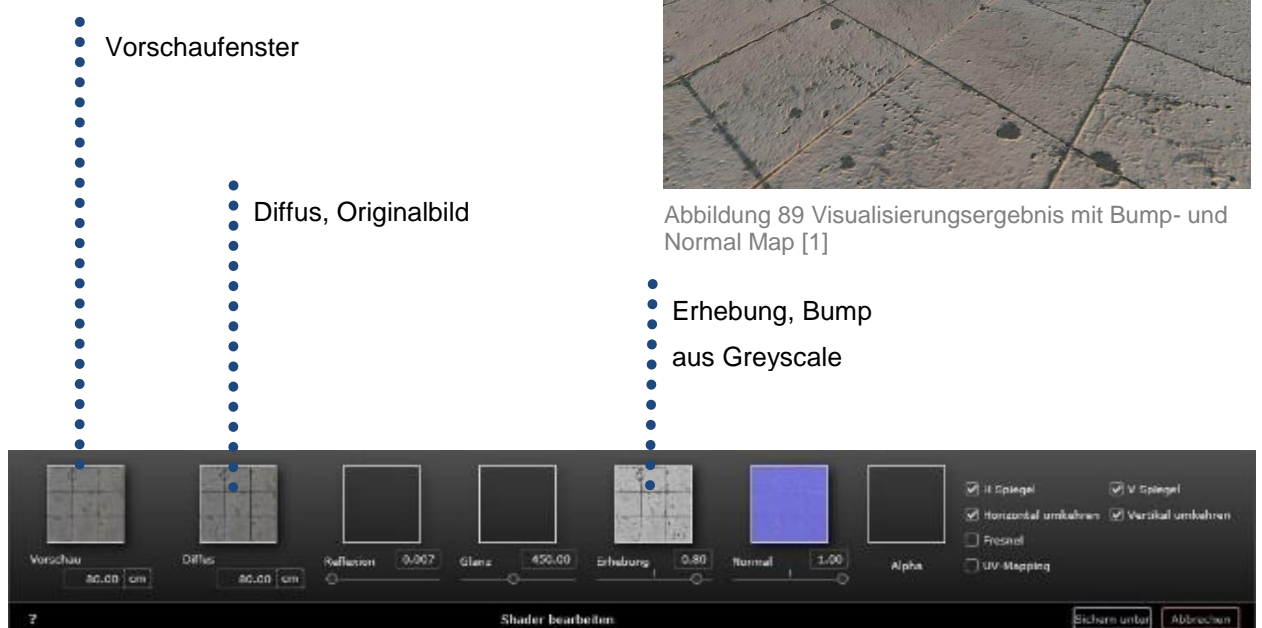 Vorschaufenster
Diffus, Originalbild
Abbildung 89 Visualisierungsergebnis mit Bump- und
Normal Map [1]
Erhebung, Bump
aus Greyscale
H Spiegel
V Spiegel
Horizontal umkehren
Vertikal umkehren
Fresnel
UV-Mapping
Vorschau
80.00 cm
Diffus
80.00 cm
Reflexion 0.007
Glanz 450.00
Erhebung 0.80
Normal 1.00
Alpha
?
Shader bearbeiten
Sichern unter
Abbrechen